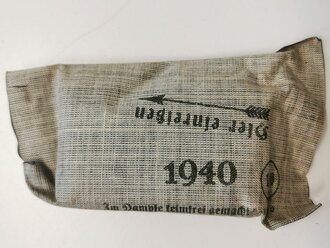 Hier einreißen
1940
Im Dampfe keimfrei gemacht